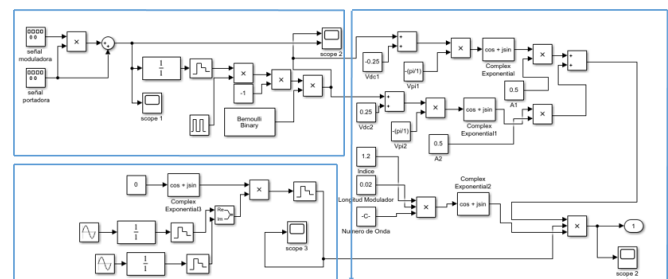 señal
moduladora
señal
portadora
1
1
scope 1
-1
Bernoulli
Binary
scope 2
-0.25
Vdc1
-(pi/1)
Vpi1
cos + jsin
Complex
Exponential
0.5
A1
0.25
Vdc2
-(pi/1)
Vpi2
cos + jsin
Complex
Exponential1
0.5
A2
1.2
Indice
0.02
Longitud Modulador
-C-
Numero de Onda
Complex
Exponential2
cos + jsin
1
scope 2
0
cos + jsin
Complex
Exponential3
1
1
Re
Im
1
1
scope 3